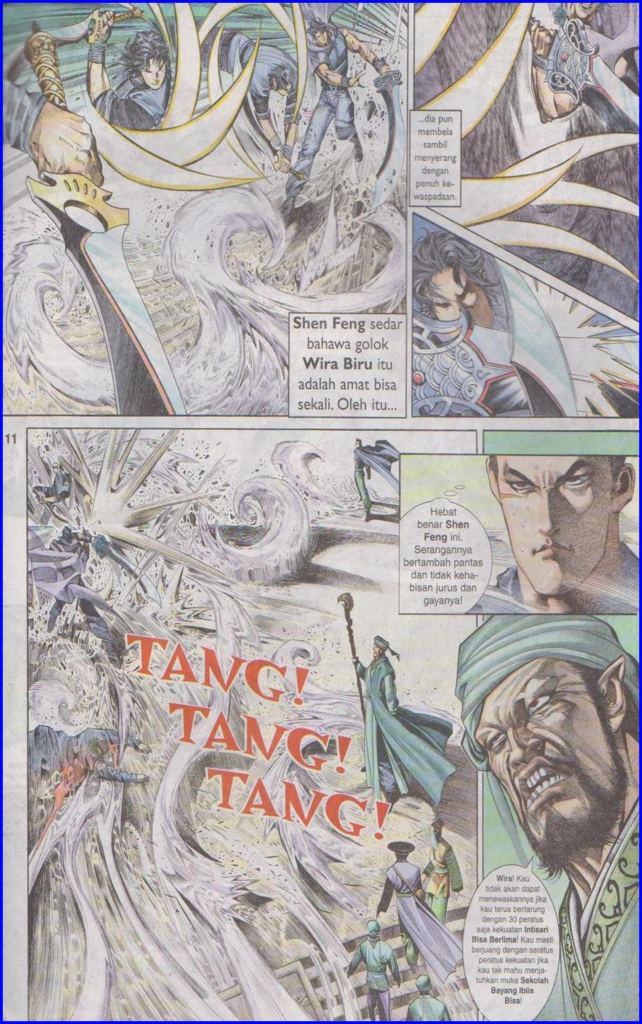 Shen Feng sedar
bahawa golok
Wira Biru itu
adalah amat bisa
sekali. Oleh itu...
...dia pun
membela
sambil
menyerang
dengan
penuh ke-
waspadaan.
11
Hebat
benar Shen
Feng ini.
Serangannya
bertambah pantas
dan tidak keha-
bisan jurus dan
gayanya!
TANG!
TANG!
TANG!
Wira! Kau
tidak akan dapat
menewaskannya jika
kau terus bertarung
dengan 30 peratus
saja kekuatan Intisari
Bisa Berlima! Kau mesti
berjuang dengan seratus
peratus kekuatan jika
kau tak mahu menja-
tuhkan muka Sekolah
Bayang Iblis
Bisa!